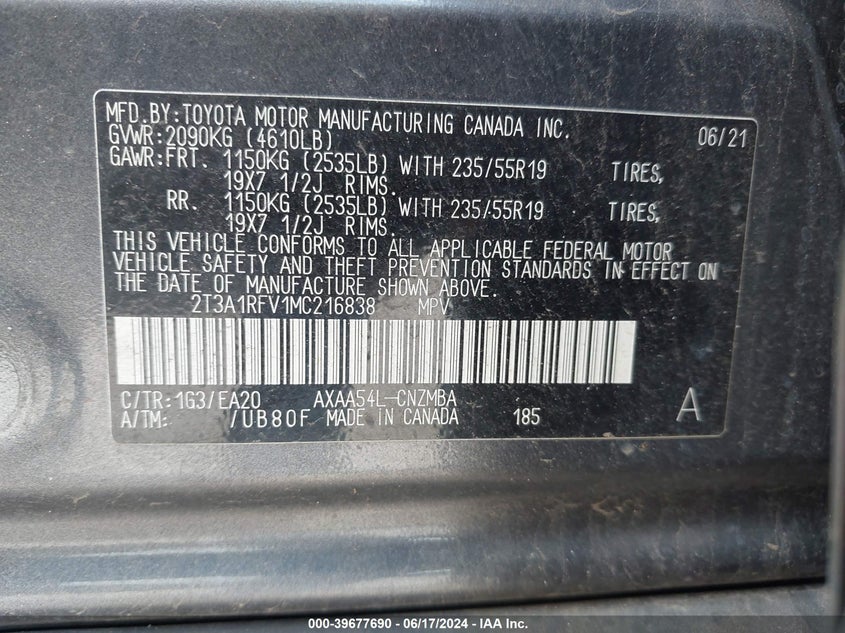 MFD.BY:TOYOTA MOTOR MANUFACTURING CANADA INC. 06/21
GVWR:2090KG (4610LB)
GAWR:FRT. 1150KG (2535LB) WITH 235/55R19 TIRES,
19X7 1/2J RIMS.
RR. 1150KG (2535LB) WITH 235/55R19 TIRES,
19X7 1/2J RIMS.
THIS VEHICLE CONFORMS TO ALL APPLICABLE FEDERAL MOTOR
VEHICLE SAFETY AND THEFT PREVENTION STANDARDS IN EFFECT ON
THE DATE OF MANUFACTURE SHOWN ABOVE.
2T3A1RFV1MC216838 MPV
C/TR:1G3/EA20 AXAA54L-CNZMBA A
A/TM: /UB80F MADE IN CANADA 185
000-39677690 - 06/17/2024 - IAA Inc.